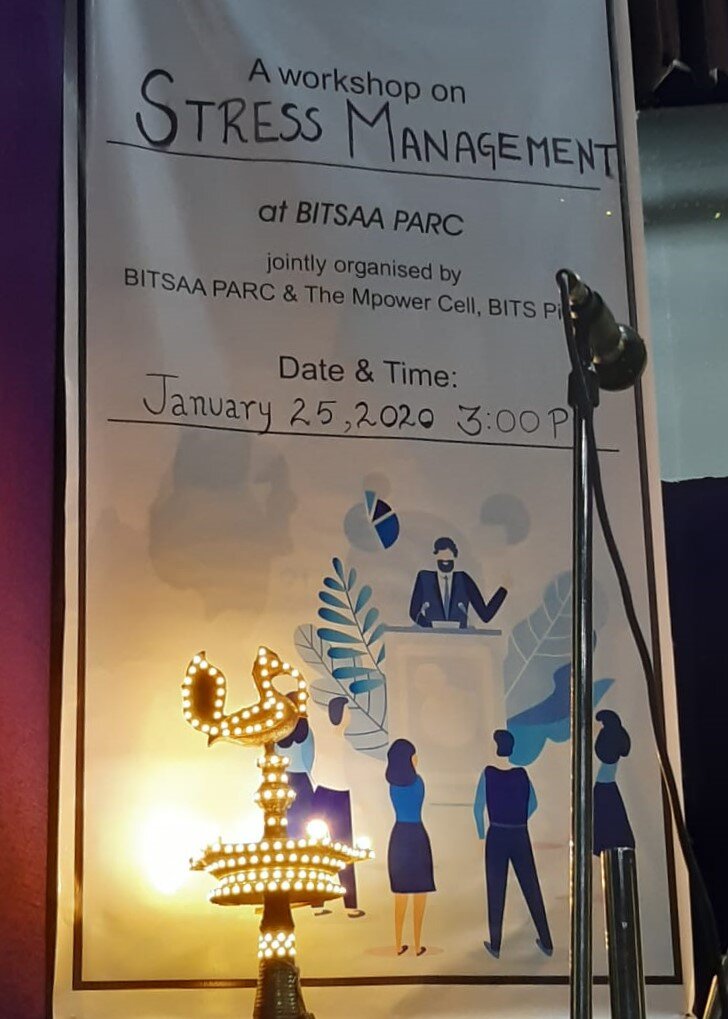 A workshop on
STRESS MANAGEMENT
at BITSAA PARC
jointly organised by
BITSAA PARC & The Mpower Cell, BITS
Date & Time:
January 25, 2020 3:00 P